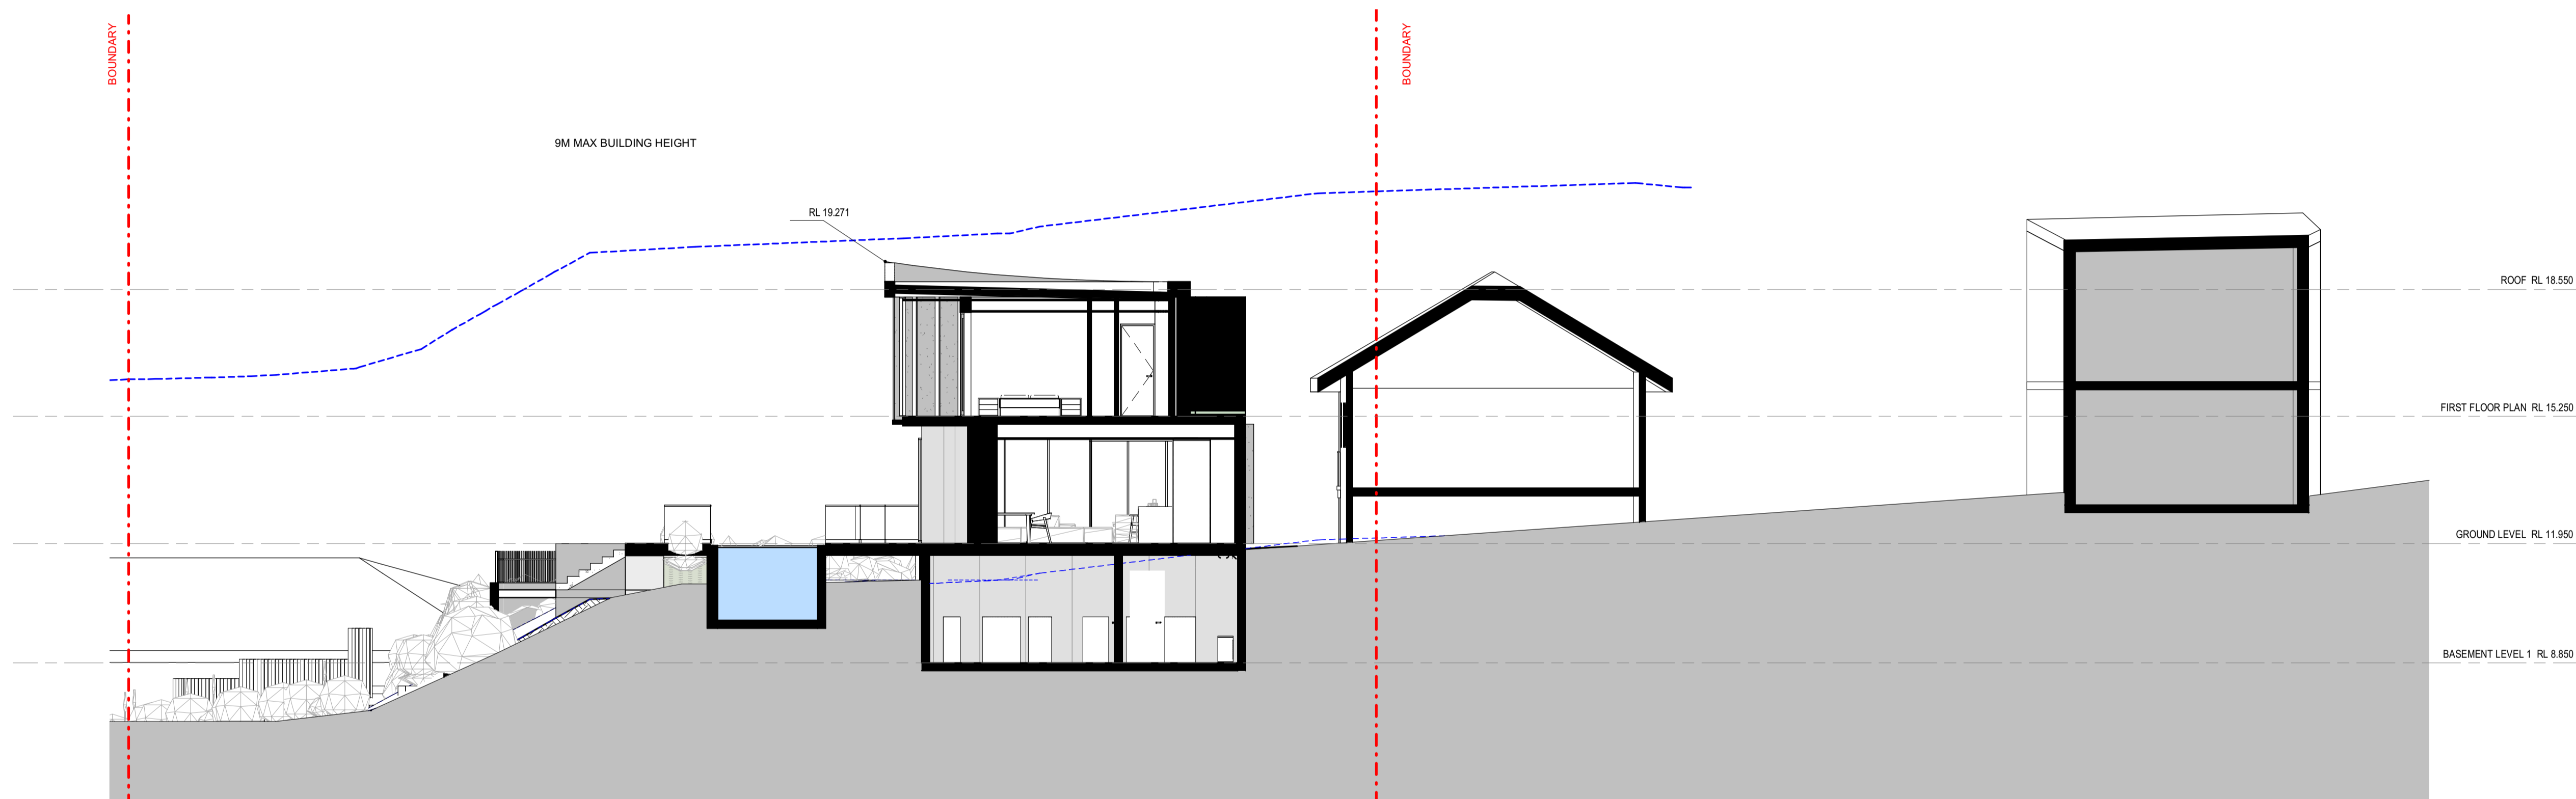 BOUNDARY
BOUNDARY
9M MAX BUILDING HEIGHT
RL 19.271
ROOF RL 18.550
FIRST FLOOR PLAN RL 15.250
GROUND LEVEL RL 11.950
BASEMENT LEVEL 1 RL 8.850